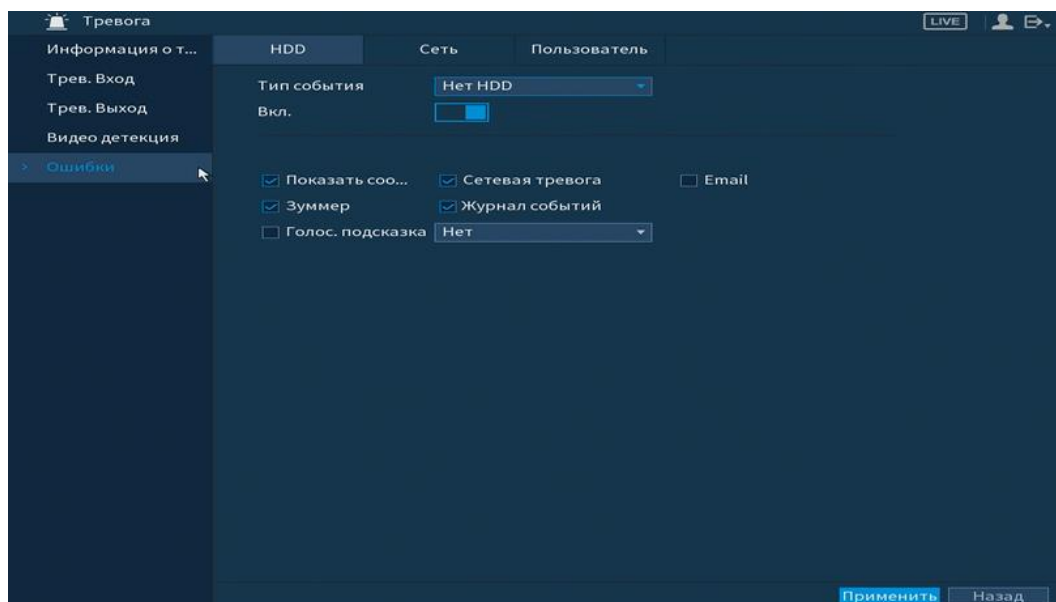 Тревога LIVE
Информация о т... HDD Сеть Пользователь
Трев. Вход Тип события Нет HDD
Трев. Выход Вкл.
Видео детекция
> Ошибки
Показать соо... Сетевая тревога Email
Зуммер Журнал событий
Голос. подсказка Нет
Применить Назад